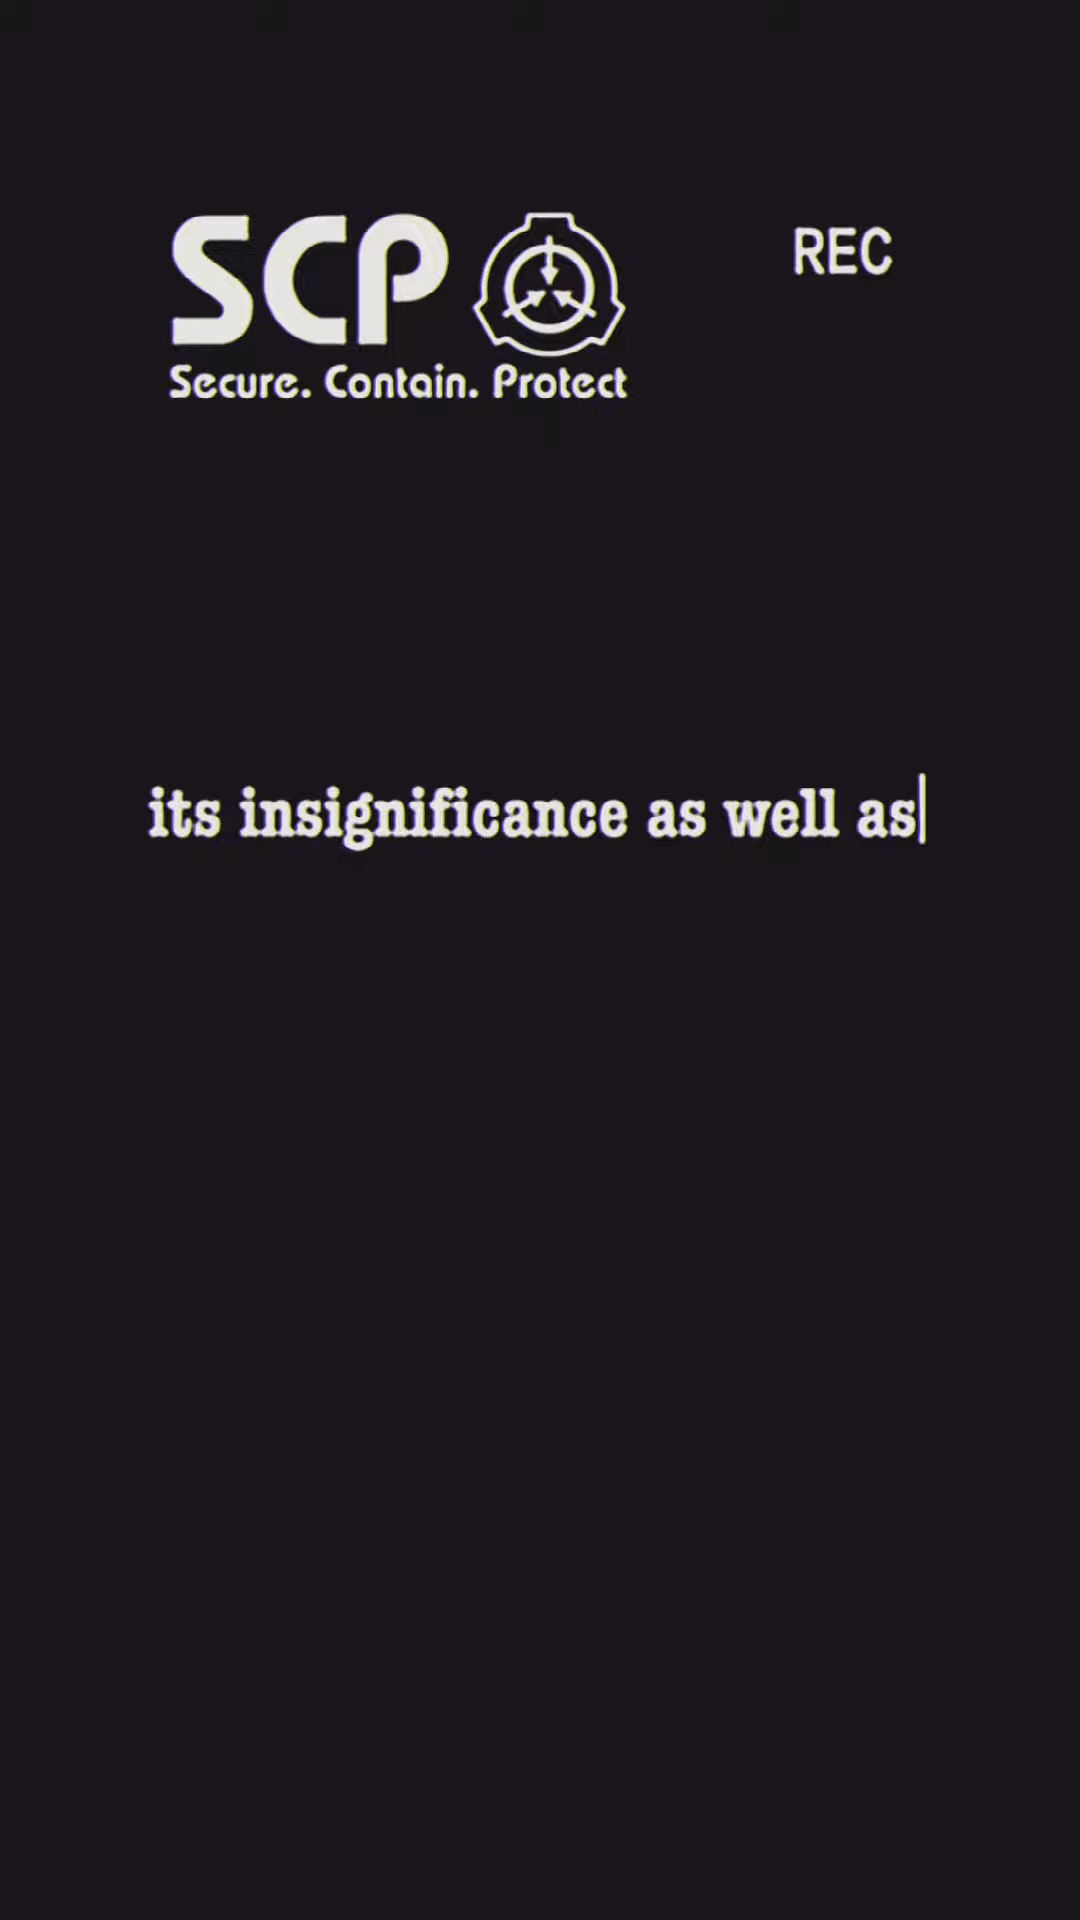 SCP
REC
Secure. Contain. Protect
its insignificance as well as